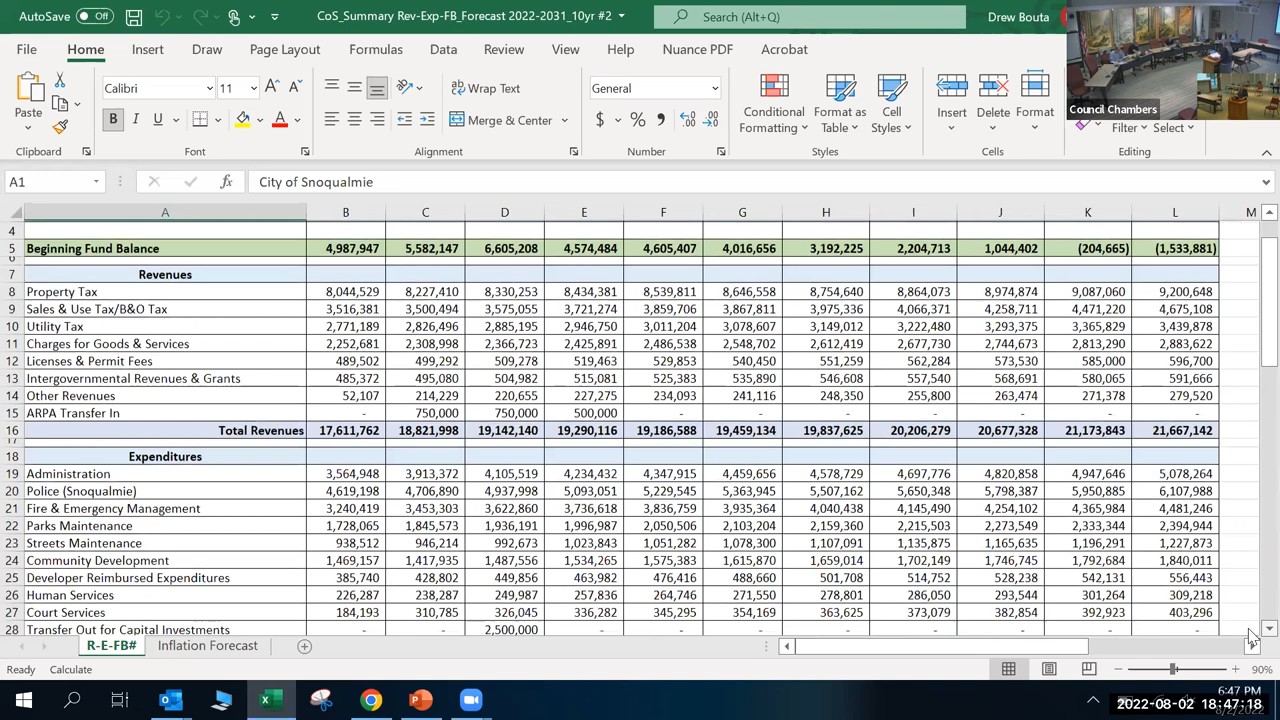 AutoSave Off CoS_Summary Rev-Exp-FB_Forecast 2022-2031_10yr #2 Search (Alt+Q) Drew Bouta
File Home Insert Draw Page Layout Formulas Data Review View Help Nuance PDF Acrobat
Council Chambers
Paste Calibri 11 B I U A Wrap Text Merge & Center General $ % Conditional Formatting Format as Table Cell Styles Insert Delete Format Filter Select
Clipboard Font Alignment Number Styles Cells Editing
A1 fx City of Snoqualmie
A B C D E F G H I J K L M
4
5 Beginning Fund Balance 4,987,947 5,582,147 6,605,208 4,574,484 4,605,407 4,016,656 3,192,225 2,204,713 1,044,402 (204,665) (1,533,881)
7 Revenues
8 Property Tax 8,044,529 8,227,410 8,330,253 8,434,381 8,539,811 8,646,558 8,754,640 8,864,073 8,974,874 9,087,060 9,200,648
9 Sales & Use Tax/B&O Tax 3,516,381 3,500,494 3,575,055 3,721,274 3,859,706 3,867,811 3,975,336 4,066,371 4,258,711 4,471,220 4,675,108
10 Utility Tax 2,771,189 2,826,496 2,885,195 2,946,750 3,011,204 3,078,607 3,149,012 3,222,480 3,293,375 3,365,829 3,439,878
11 Charges for Goods & Services 2,252,681 2,308,998 2,366,723 2,425,891 2,486,538 2,548,702 2,612,419 2,677,730 2,744,673 2,813,290 2,883,622
12 Licenses & Permit Fees 489,502 499,292 509,278 519,463 529,853 540,450 551,259 562,284 573,530 585,000 596,700
13 Intergovernmental Revenues & Grants 485,372 495,080 504,982 515,081 525,383 535,890 546,608 557,540 568,691 580,065 591,666
14 Other Revenues 52,107 214,229 220,655 227,275 234,093 241,116 248,350 255,800 263,474 271,378 279,520
15 ARPA Transfer In - 750,000 750,000 500,000 - - - - - - -
16 Total Revenues 17,611,762 18,821,998 19,142,140 19,290,116 19,186,588 19,459,134 19,837,625 20,206,279 20,677,328 21,173,843 21,667,142
18 Expenditures
19 Administration 3,564,948 3,913,372 4,105,519 4,234,432 4,347,915 4,459,656 4,578,729 4,697,776 4,820,858 4,947,646 5,078,264
20 Police (Snoqualmie) 4,619,198 4,706,890 4,937,998 5,093,051 5,229,545 5,363,945 5,507,162 5,650,348 5,798,387 5,950,885 6,107,988
21 Fire & Emergency Management 3,240,419 3,453,303 3,622,860 3,736,618 3,836,759 3,935,364 4,040,438 4,145,490 4,254,102 4,365,984 4,481,246
22 Parks Maintenance 1,728,065 1,845,573 1,936,191 1,996,987 2,050,506 2,103,204 2,159,360 2,215,503 2,273,549 2,333,344 2,394,944
23 Streets Maintenance 938,512 946,214 992,673 1,023,843 1,051,282 1,078,300 1,107,091 1,135,875 1,165,635 1,196,291 1,227,873
24 Community Development 1,469,157 1,417,935 1,487,556 1,534,265 1,575,383 1,615,870 1,659,014 1,702,149 1,746,745 1,792,684 1,840,011
25 Developer Reimbursed Expenditures 385,740 428,802 449,856 463,982 476,416 488,660 501,708 514,752 528,238 542,131 556,443
26 Human Services 226,287 238,287 249,987 257,836 264,746 271,550 278,801 286,050 293,544 301,264 309,218
27 Court Services 184,193 310,785 326,045 336,282 345,295 354,169 363,625 373,079 382,854 392,923 403,296
28 Transfer Out for Capital Investments - - 2,500,000 - - - - - - - -
R-E-FB# Inflation Forecast
Ready Calculate 90%
6:47 PM
2022-08-02 18:47:18